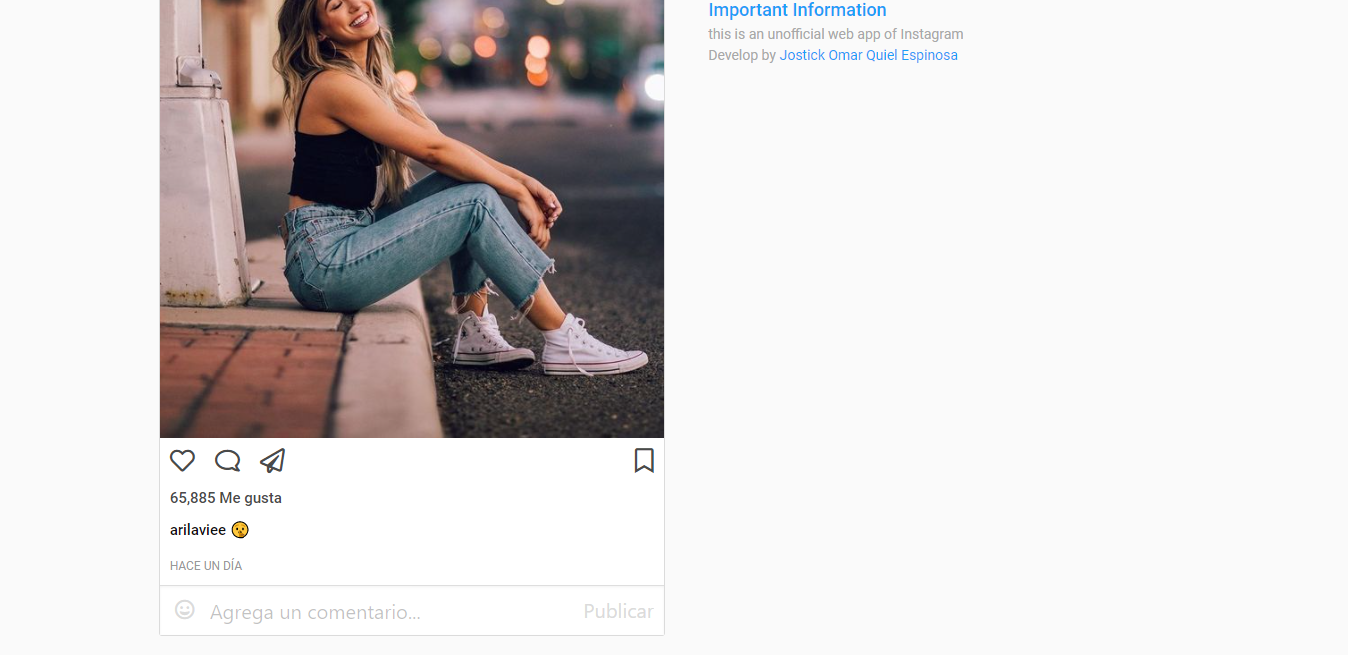 Important Information
this is an unofficial web app of Instagram
Develop by Jostick Omar Quiel Espinosa
65,885 Me gusta
arilaviee 🤫
HACE UN DÍA
Agrega un comentario...
Publicar